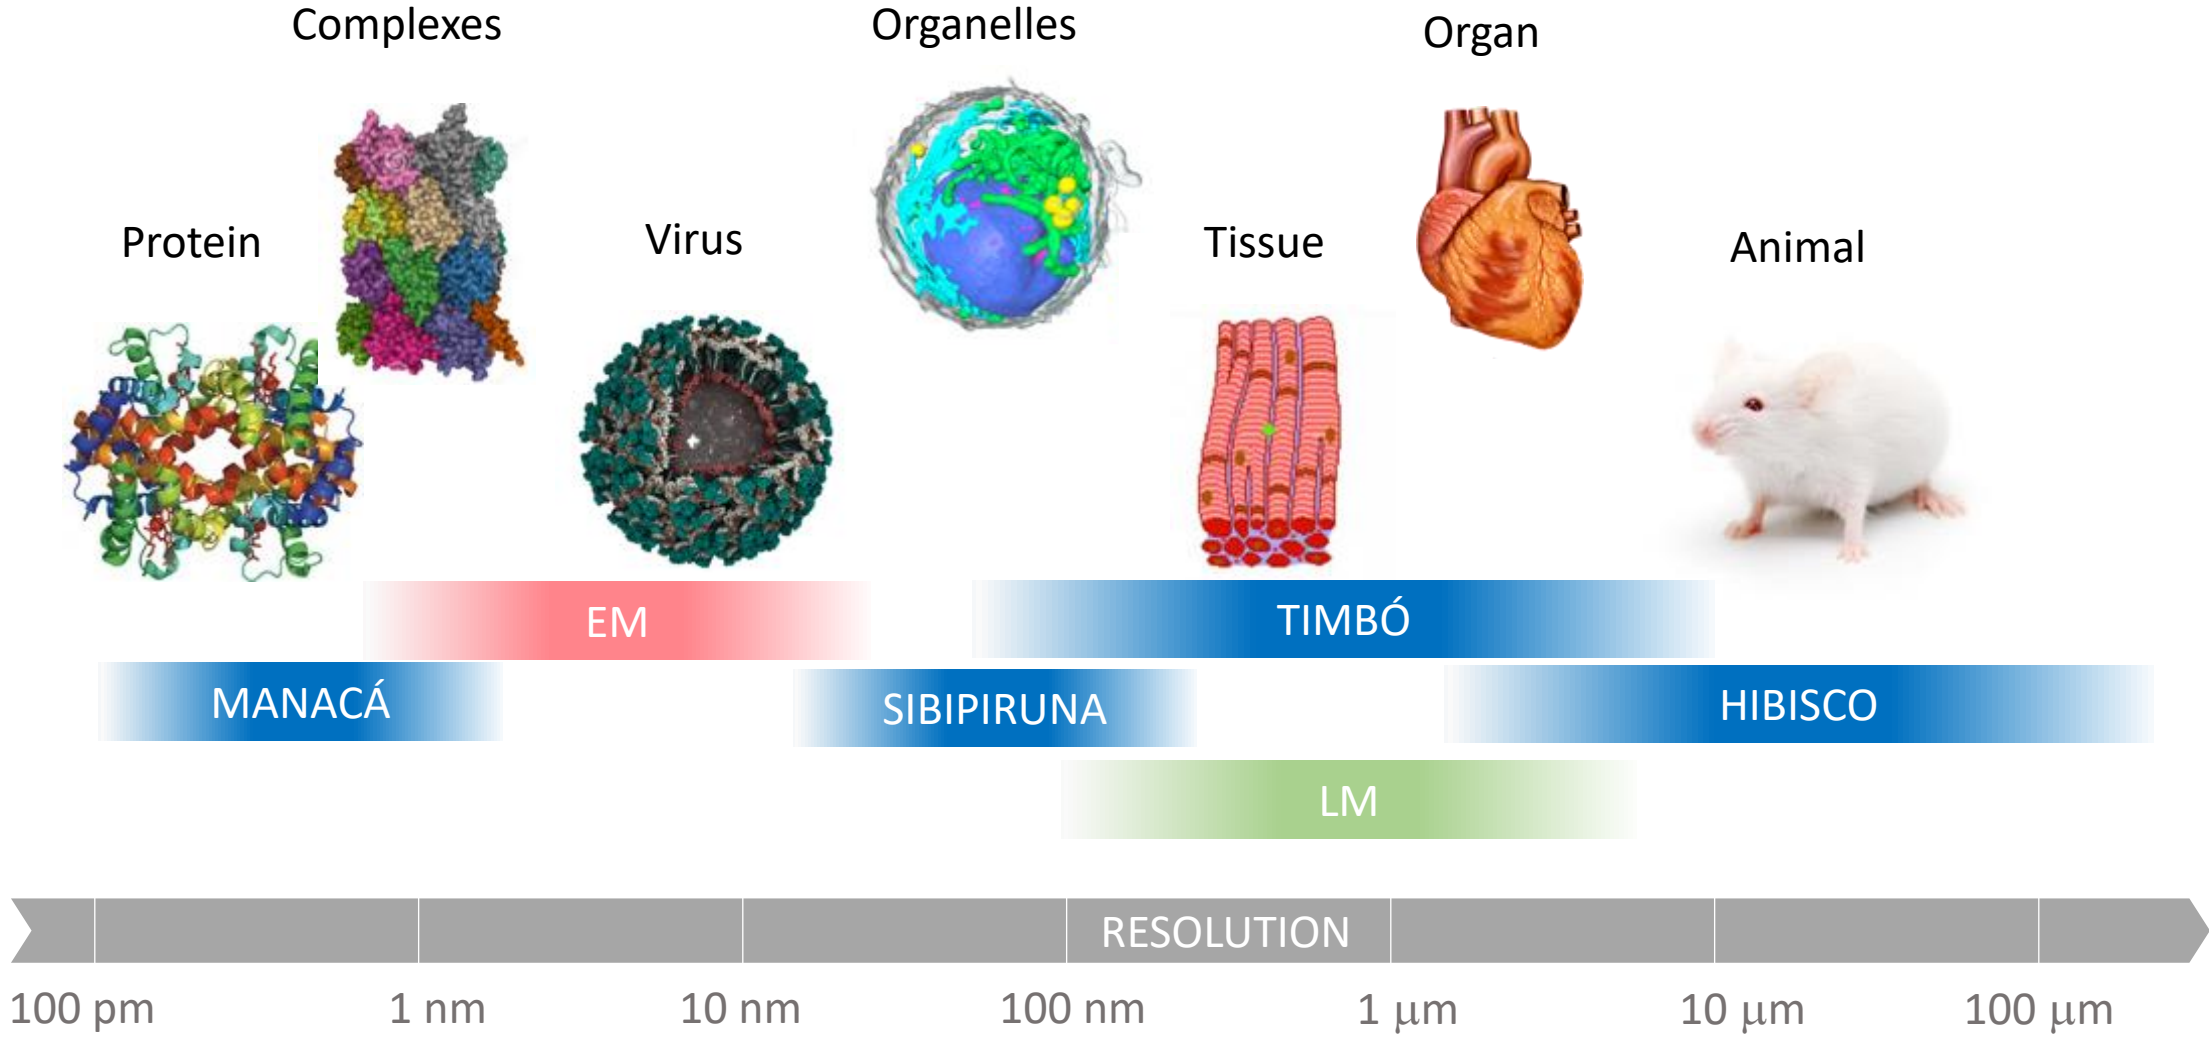 Complexes
Organelles
Organ
Protein
Virus
Tissue
Animal
EM
TIMBÓ
MANACÁ
SIBIPIRUNA
HIBISCO
LM
RESOLUTION
100 pm
1 nm
10 nm
100 nm
1 μm
10 μm
100 μm